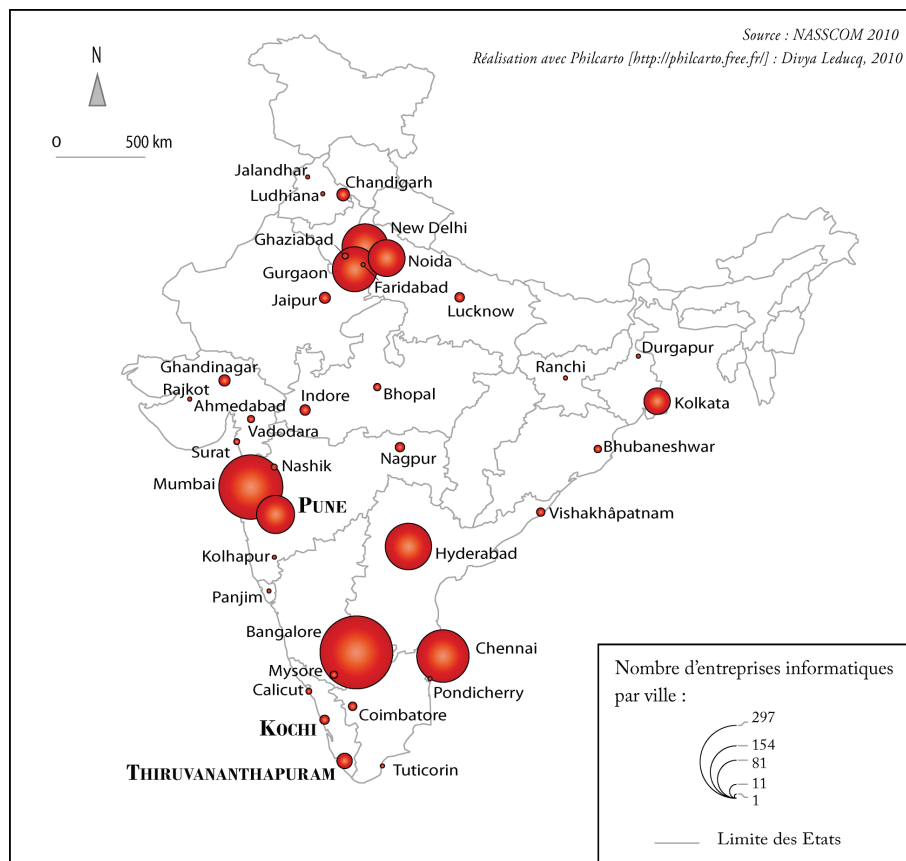 Source : NASSCOM 2010
Réalisation avec Philcarto [http://philcarto.free.fr/] : Divya Leducq, 2010
N
0 500 km
Jalandhar
Chandigarh
Ludhiana
New Delhi
Ghaziabad
Noida
Gurgaon
Faridabad
Jaipur
Lucknow
Durgapur
Ghandinagar
Ranchi
Rajkot
Bhopal
Indore
Ahmedabad
Kolkata
Vadodara
Bhubaneshwar
Surat
Nagpur
Nashik
Mumbai
PUNE
Vishakhâpatnam
Hyderabad
Kolhapur
Panjim
Bangalore
Chennai
Mysore
Calicut
Pondicherry
Coimbatore
KOCHI
THIRUVANANTHAPURAM
Tuticorin
Nombre d'entreprises informatiques
par ville :
297
154
81
11
1
Limite des Etats